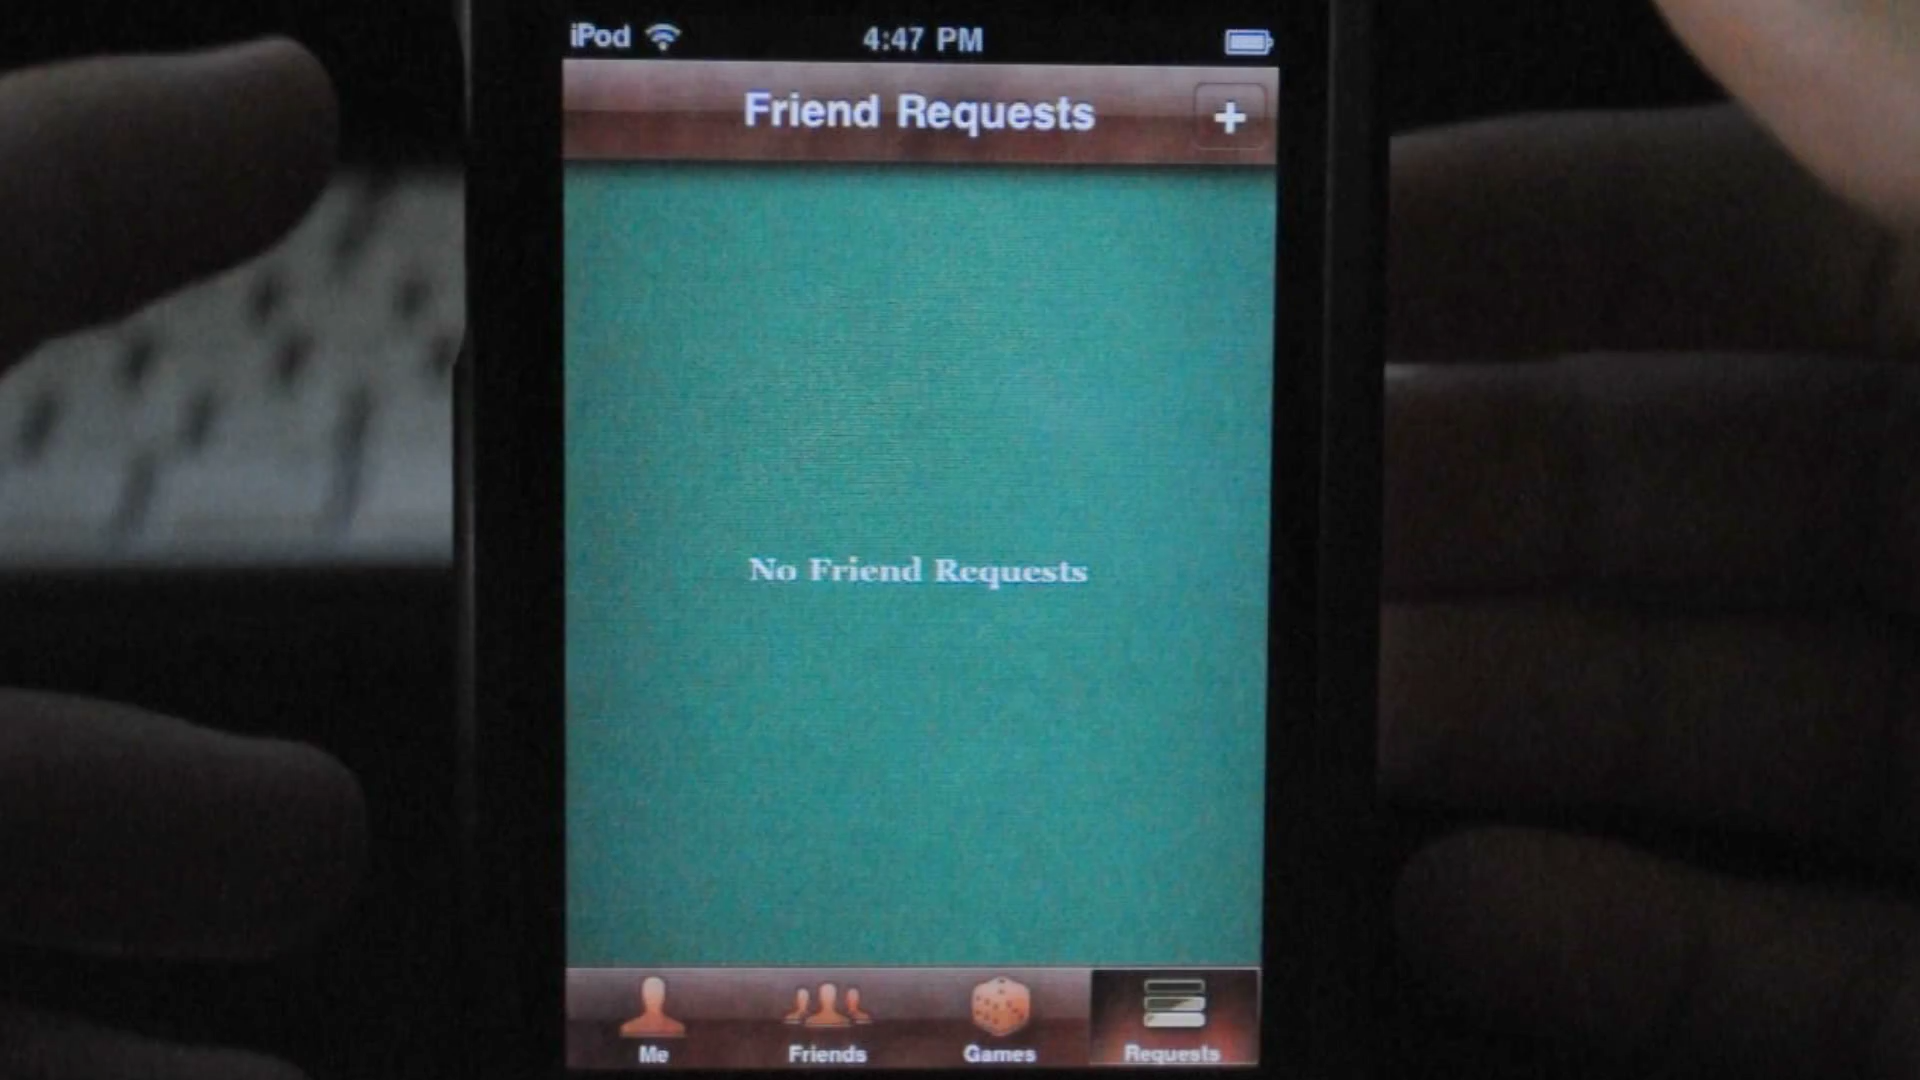 iPod 4:47 PM
Friend Requests +
No Friend Requests
Me Friends Games Requests